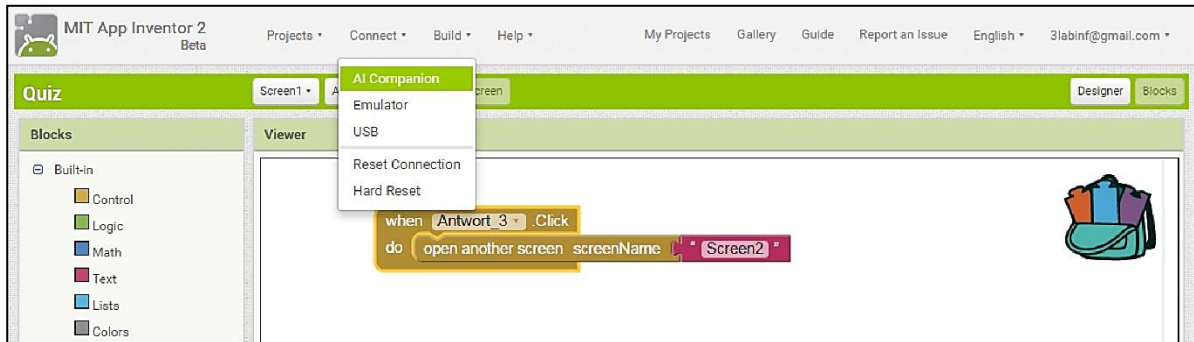 MIT App Inventor 2
Beta
Projects Connect Build Help My Projects Gallery Guide Report an Issue English 3labinf@gmail.com
Quiz
Screen1
Designer Blocks
AI Companion
Emulator
USB
Reset Connection
Hard Reset
Blocks
Viewer
Built-in
Control
Logic
Math
Text
Lists
Colors
when Antwort_3 .Click
do open another screen screenName " Screen2 "